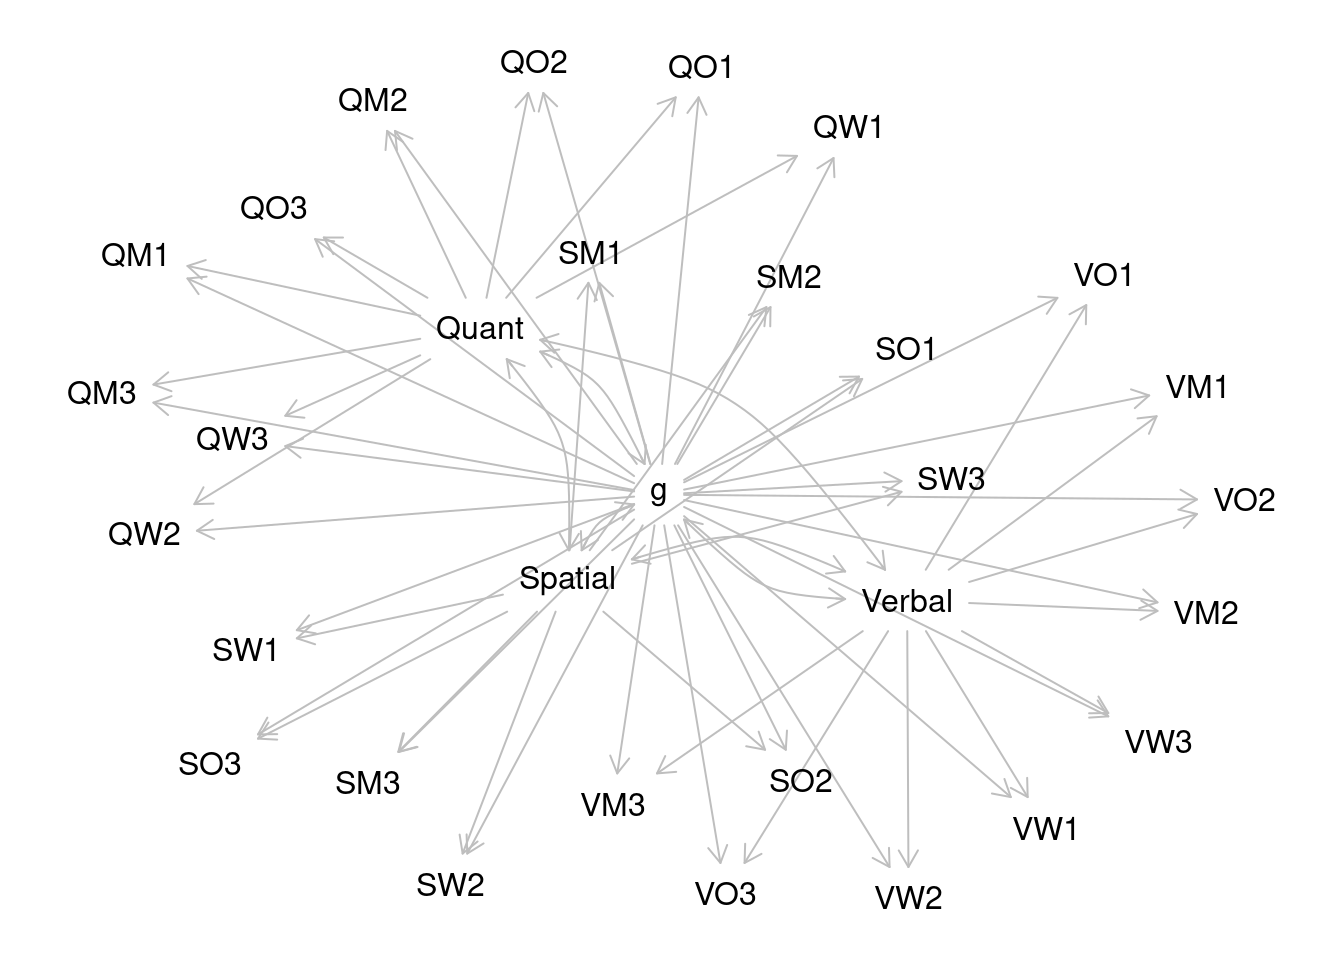 QO2
QO1
QM2
QW1
QO3
SM1
QM1
SM2
VO1
Quant
SO1
QM3
VM1
QW3
SW3
g
VO2
QW2
Spatial
Verbal
VM2
SW1
VW3
SO3
SM3
SO2
VM3
VW1
SW2
VO3
VW2